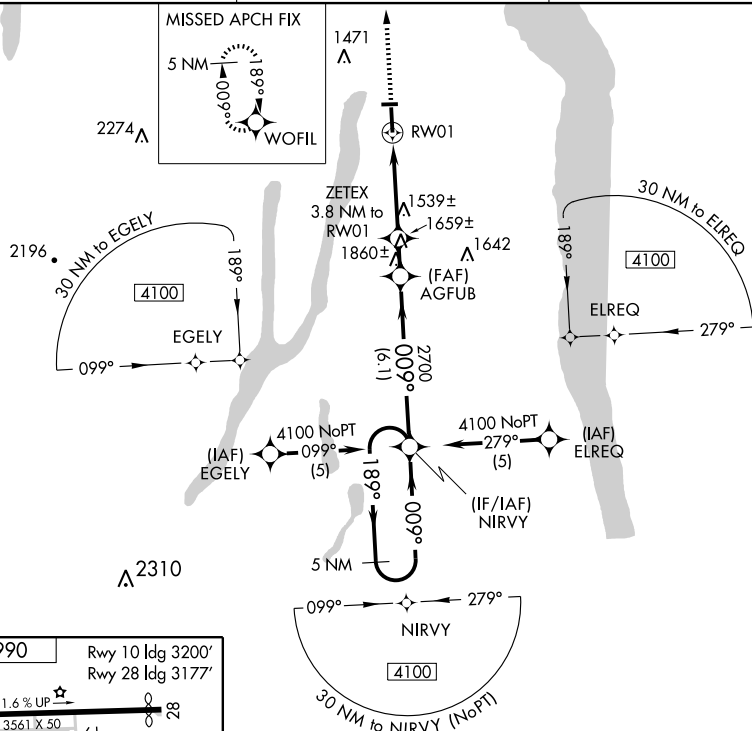 MISSED APCH FIX
5 NM
189°
009°
WOFIL
1471
2274
RW01
ZETEX
3.8 NM to
RW01
1539±
1659±
1860±
1642
(FAF)
AGFUB
2196
30 NM to EGELY
189°
4100
EGELY
099°
30 NM to ELREQ
189°
4100
ELREQ
279°
2700
009°
(6.1)
4100 NoPT
099°
(5)
(IAF)
EGELY
4100 NoPT
279°
(5)
(IAF)
ELREQ
(IF/IAF)
NIRVY
189°
009°
5 NM
2310
099°
279°
NIRVY
4100
30 NM to NIRVY (NoPT)
990
Rwy 10 ldg 3200'
Rwy 28 ldg 3177'
1.6 % UP
3561 X 50
28